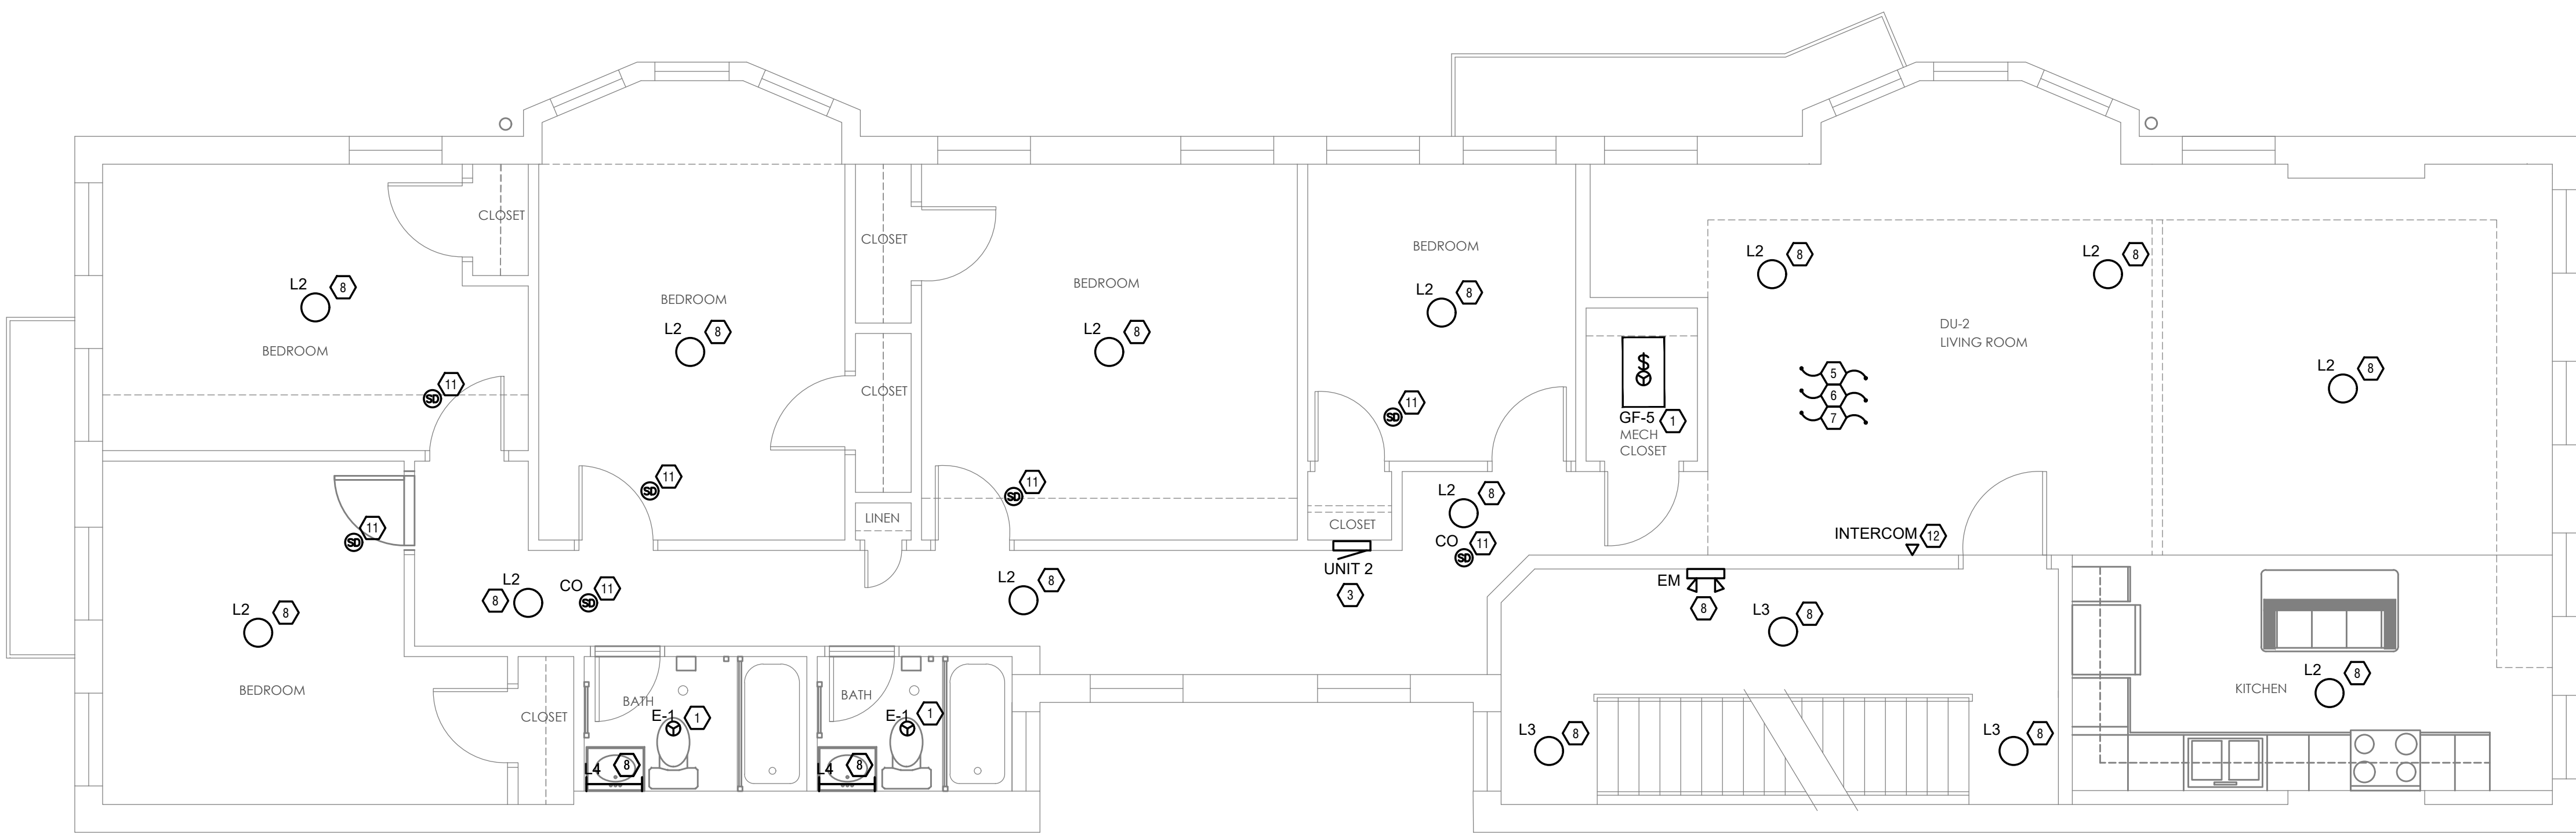 CLOSET
BEDROOM
L2 8
BEDROOM
11
SD
BEDROOM
L2 8
11
SD
CLOSET
CLOSET
LINEN
BEDROOM
L2 8
11
SD
BEDROOM
L2 8
11
SD
CLOSET
$
GF-5 1
MECH
CLOSET
L2 8
L2 8
DU-2
LIVING ROOM
5
6
7
L2 8
11
SD
L2 8
BEDROOM
CLOSET
L2
8
CO 11
SD
L2 8
UNIT 2
3
L2 8
CO 11
SD
INTERCOM 12
EM
8
L3 8
L3 8
L3 8
BATH
E-1 1
L4 8
BATH
E-1 1
L4 8
KITCHEN
L2 8